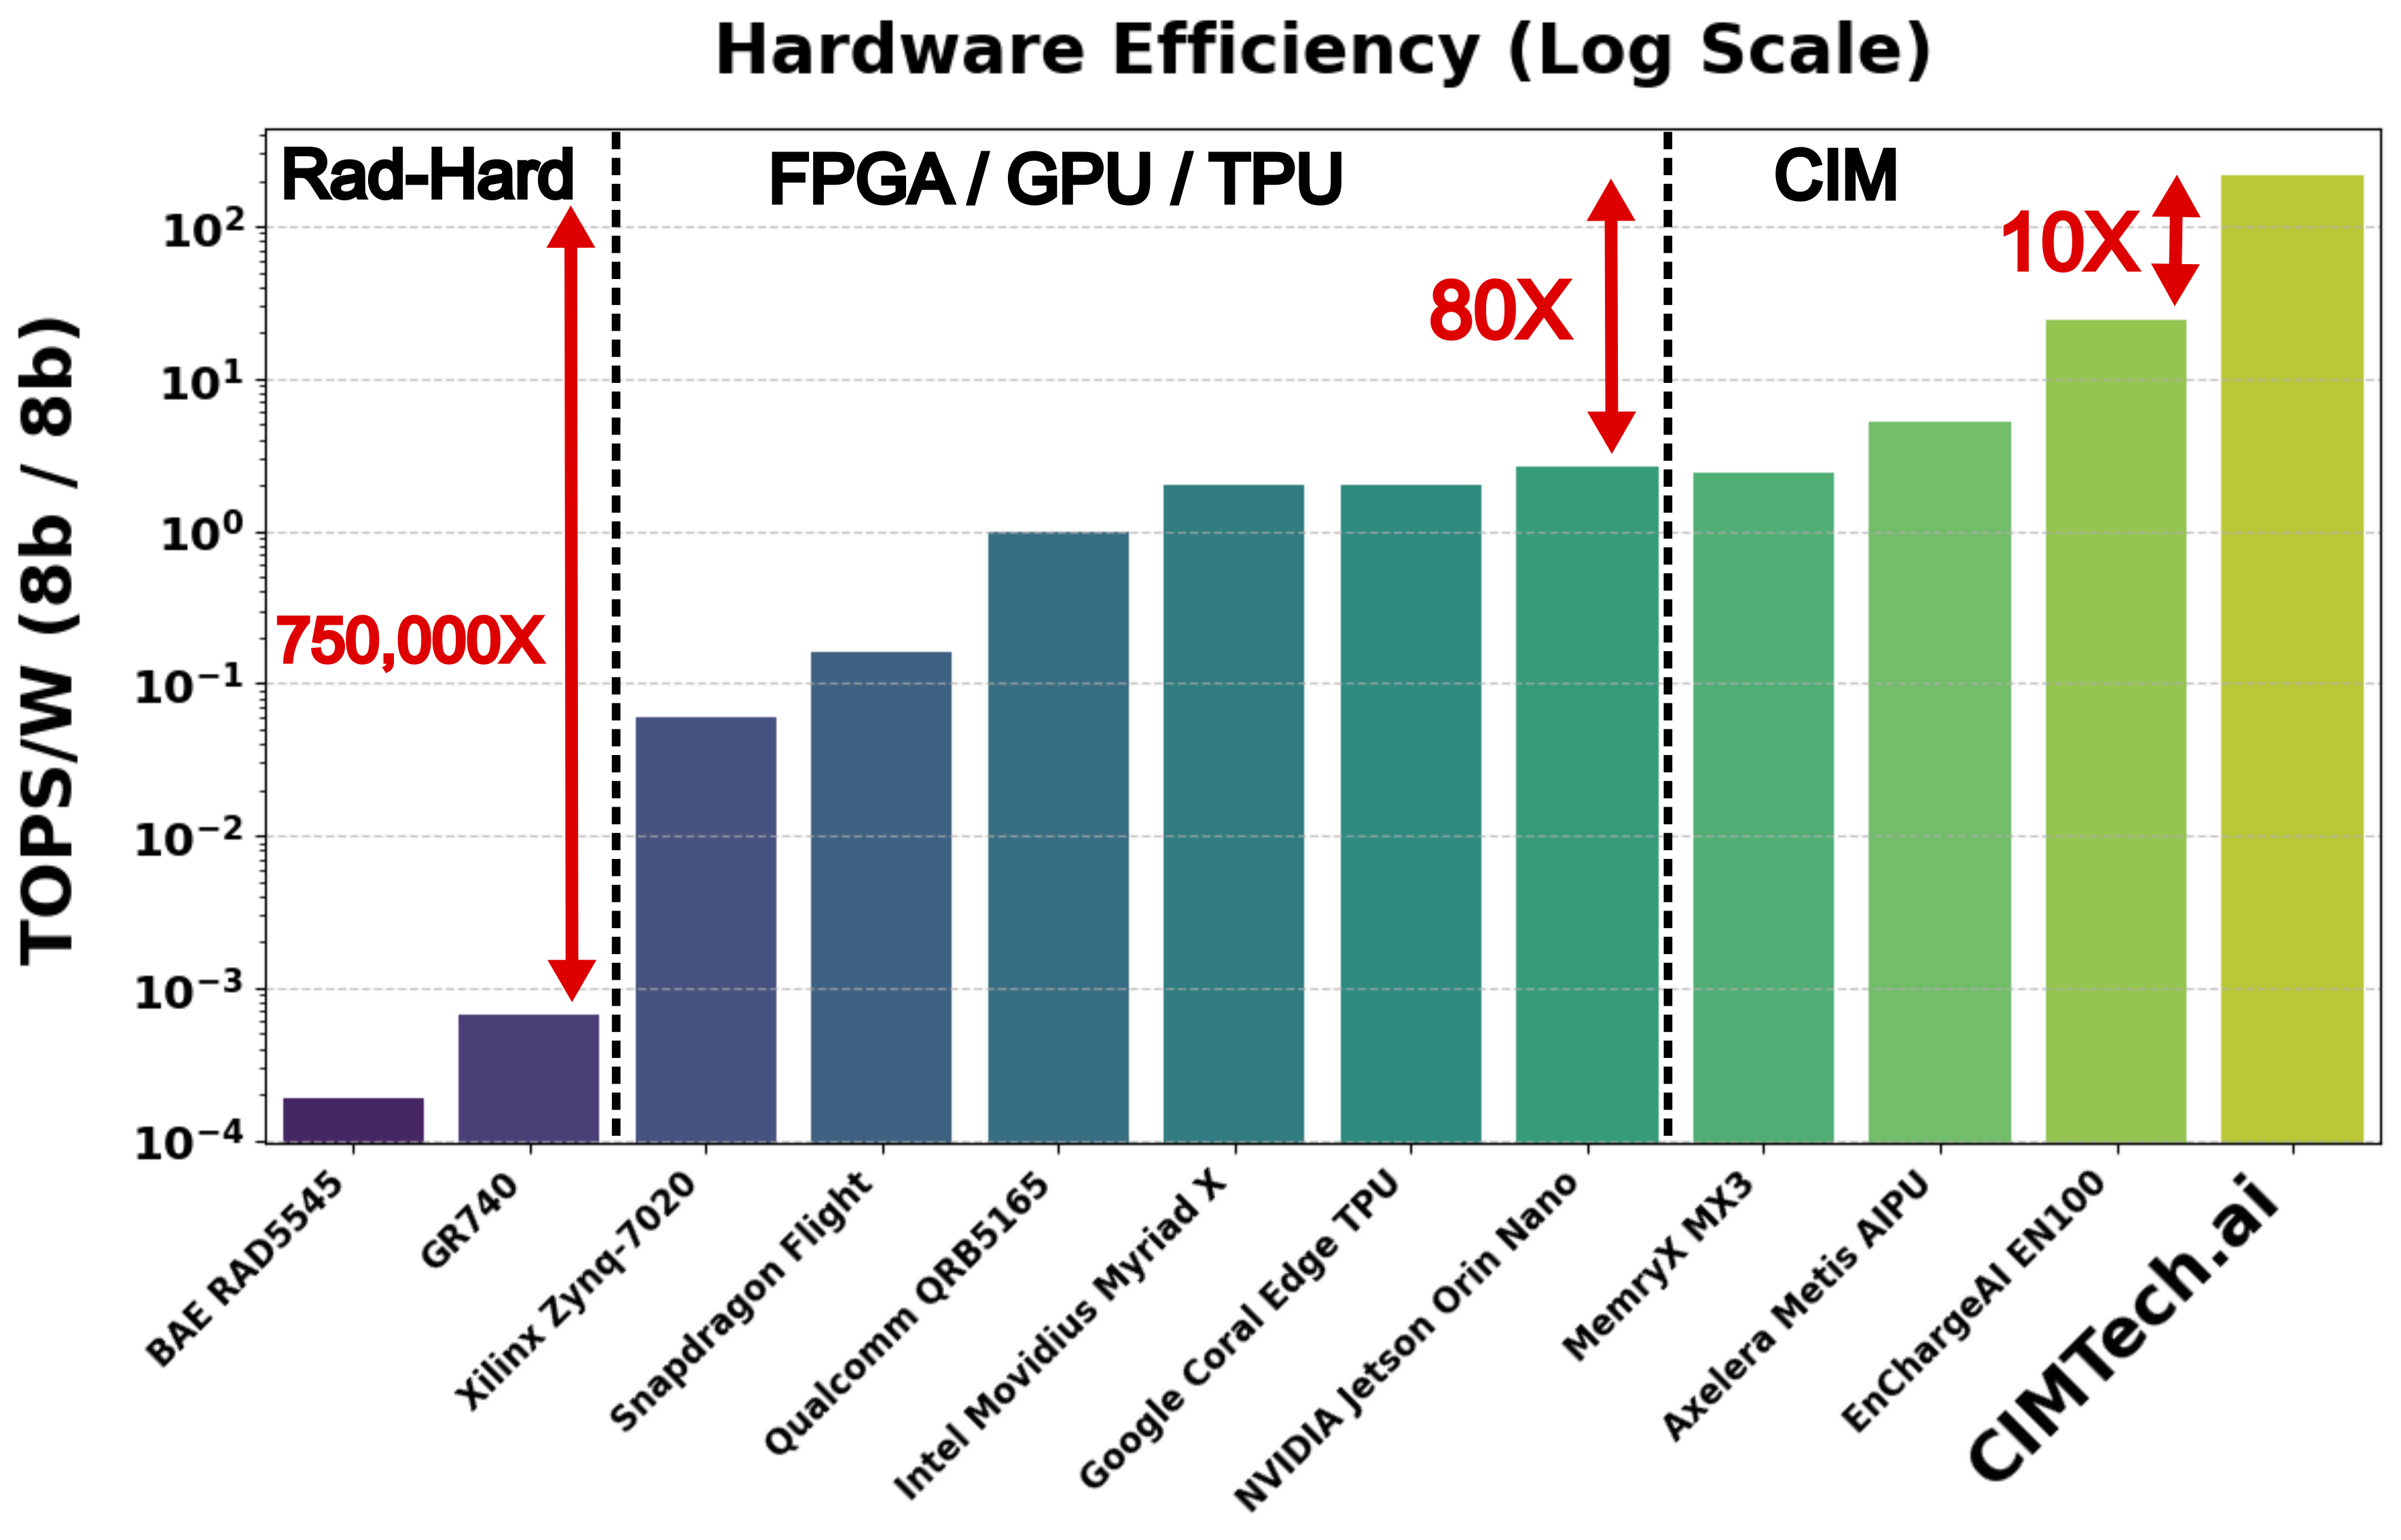 Hardware Efficiency (Log Scale)
Rad-Hard
FPGA / GPU / TPU
CIM
750,000X
80X
10X
TOPS/W (8b / 8b)
10²
10¹
10⁰
10⁻¹
10⁻²
10⁻³
10⁻⁴
BAE RAD5545
GR740
Xilinx Zynq-7020
Snapdragon Flight
Qualcomm QRB5165
Intel Movidius Myriad X
Google Coral Edge TPU
NVIDIA Jetson Orin Nano
MemryX MX3
Axelera Metis AIPU
EnChargeAI EN100
CIMTech.ai